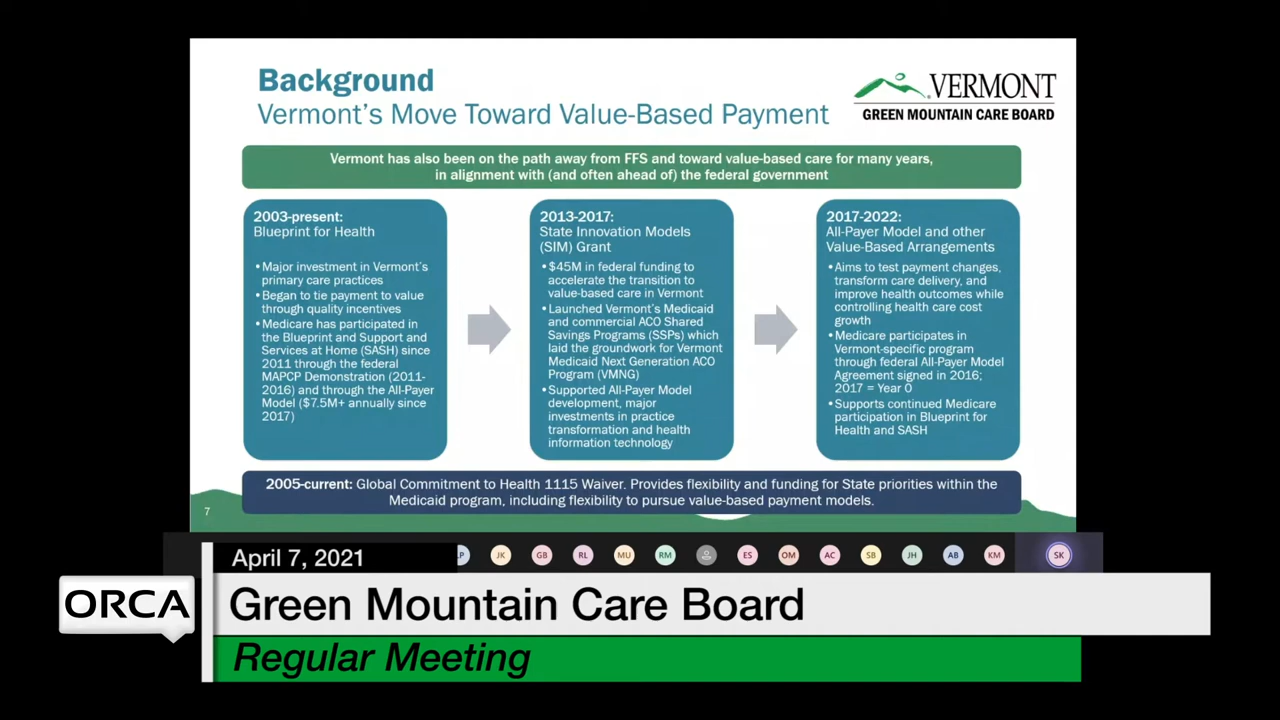 Background
Vermont's Move Toward Value-Based Payment
VERMONT
GREEN MOUNTAIN CARE BOARD
Vermont has also been on the path away from FFS and toward value-based care for many years,
in alignment with (and often ahead of) the federal government
2003-present:
Blueprint for Health
•Major investment in Vermont's
primary care practices
•Began to tie payment to value
through quality incentives
•Medicare has participated in
the Blueprint and Support and
Services at Home (SASH) since
2011 through the federal
MAPCP Demonstration (2011-
2016) and through the All-Payer
Model ($7.5M+ annually since
2017)
2013-2017:
State Innovation Models
(SIM) Grant
•$45M in federal funding to
accelerate the transition to
value-based care in Vermont
•Launched Vermont's Medicaid
and commercial ACO Shared
Savings Programs (SSPs) which
laid the groundwork for Vermont
Medicaid Next Generation ACO
Program (VMNG)
•Supported All-Payer Model
development, major
investments in practice
transformation and health
information technology
2017-2022:
All-Payer Model and other
Value-Based Arrangements
•Aims to test payment changes,
transform care delivery, and
improve health outcomes while
controlling health care cost
growth
•Medicare participates in
Vermont-specific program
through federal All-Payer Model
Agreement signed in 2016;
2017 = Year 0
•Supports continued Medicare
participation in Blueprint for
Health and SASH
2005-current: Global Commitment to Health 1115 Waiver. Provides flexibility and funding for State priorities within the
Medicaid program, including flexibility to pursue value-based payment models.
7
JK GB RL MU RM ES OM AC SB JH AB KM SK
April 7, 2021
ORCA
Green Mountain Care Board
Regular Meeting